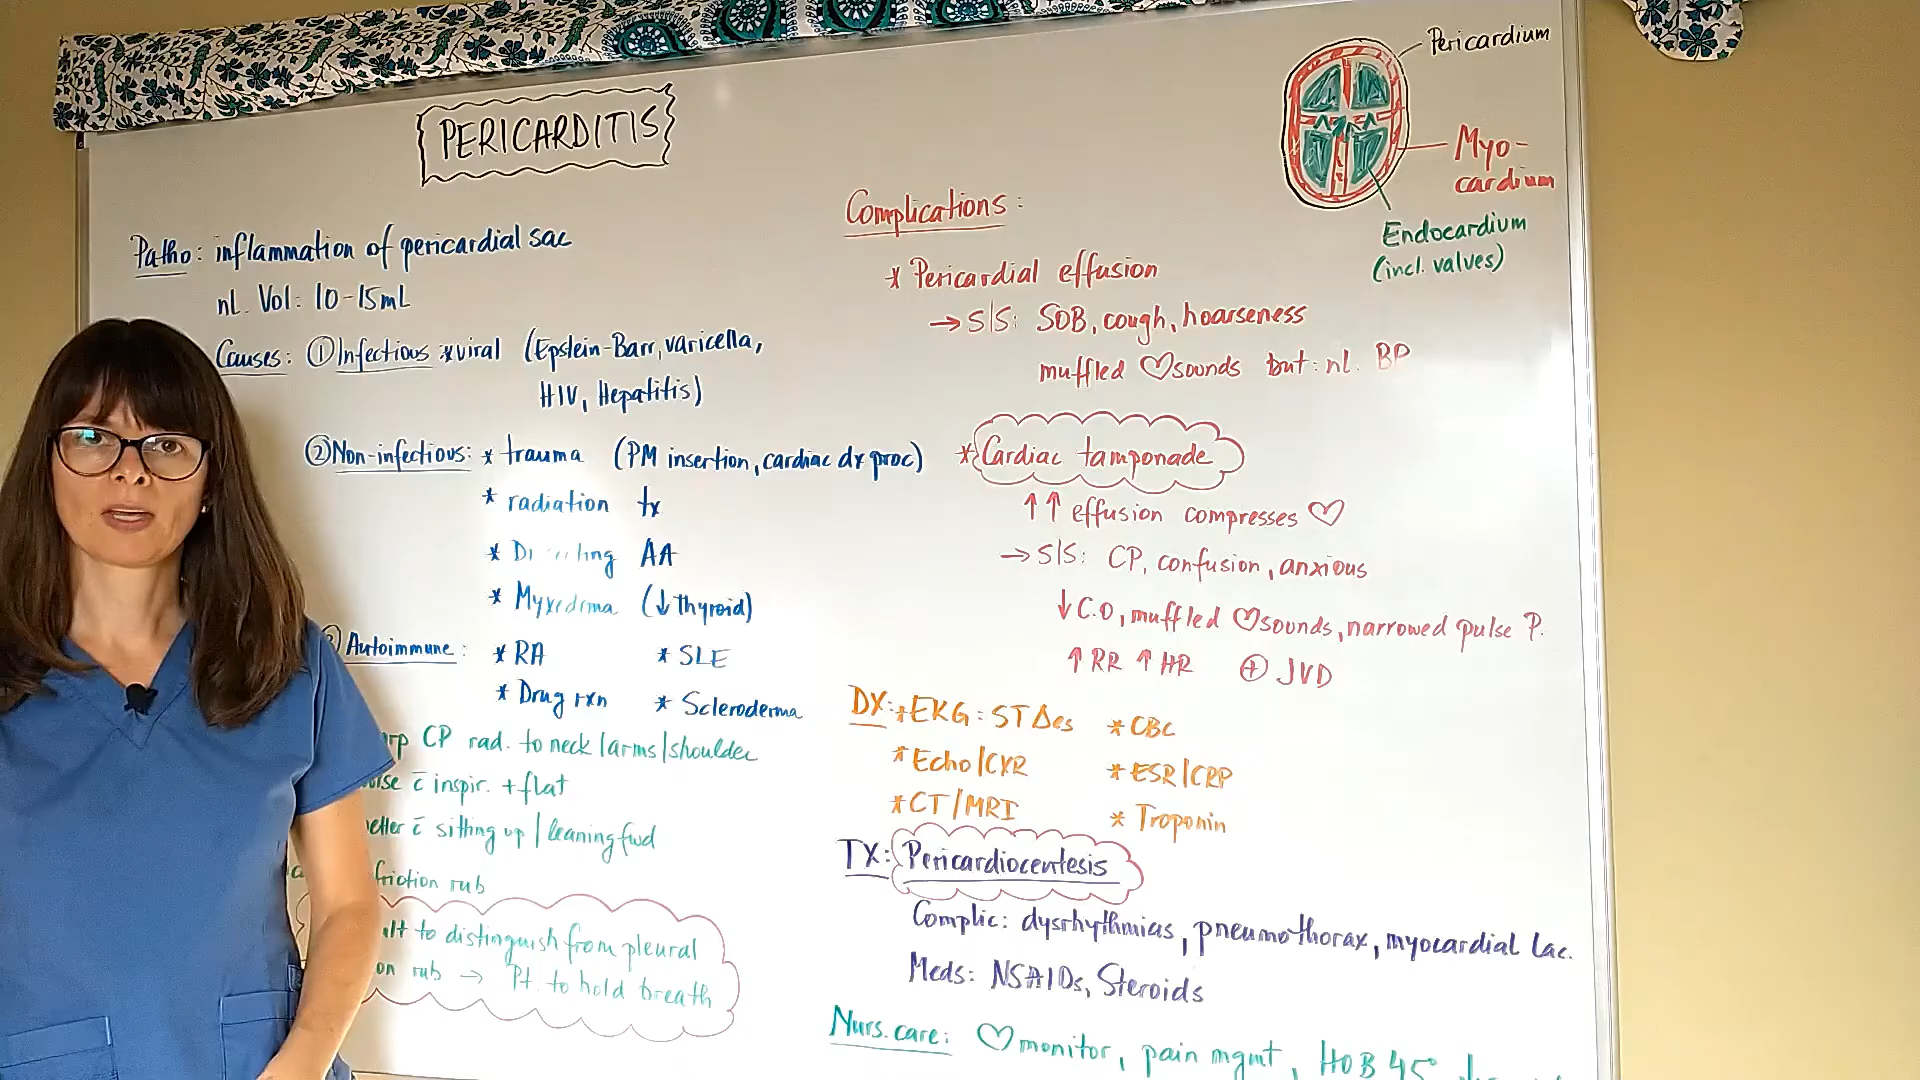 PERICARDITIS
Patho: inflammation of pericardial sac
nl. Vol: 10-15mL
Causes: ①Infectious *viral (Epstein-Barr, varicella,
HIV, Hepatitis)
②Non-infectious: * trauma (PM insertion, cardiac dx proc)
* radiation tx
* AA
* Myxedema (↓thyroid)
Autoimmune: * RA * SLE
* Drug rxn * Scleroderma
CP rad. to neck/arms/shoulder
c̄ inspir. + flat
c̄ sitting up / leaning fwd
friction rub
to distinguish from pleural
rub → Pt. to hold breath
Complications:
* Pericardial effusion
→ S/S: SOB, cough, hoarseness
muffled ♡sounds but: nl. BP
* Cardiac tamponade
↑↑ effusion compresses ♡
→ S/S: CP, confusion, anxious
↓ C.O, muffled ♡sounds, narrowed pulse P.
↑ RR ↑ HR ⊕ JVD
DX: * EKG: ST Δes * CBC
* Echo/CXR * ESR/CRP
* CT/MRI * Troponin
TX: Pericardiocentesis
Complic: dysrhythmias, pneumothorax, myocardial lac.
Meds: NSAIDs, Steroids
Nurs. care: ♡monitor, pain mgmt, HOB 45°
Pericardium
Myo-
cardium
Endocardium
(incl. valves)